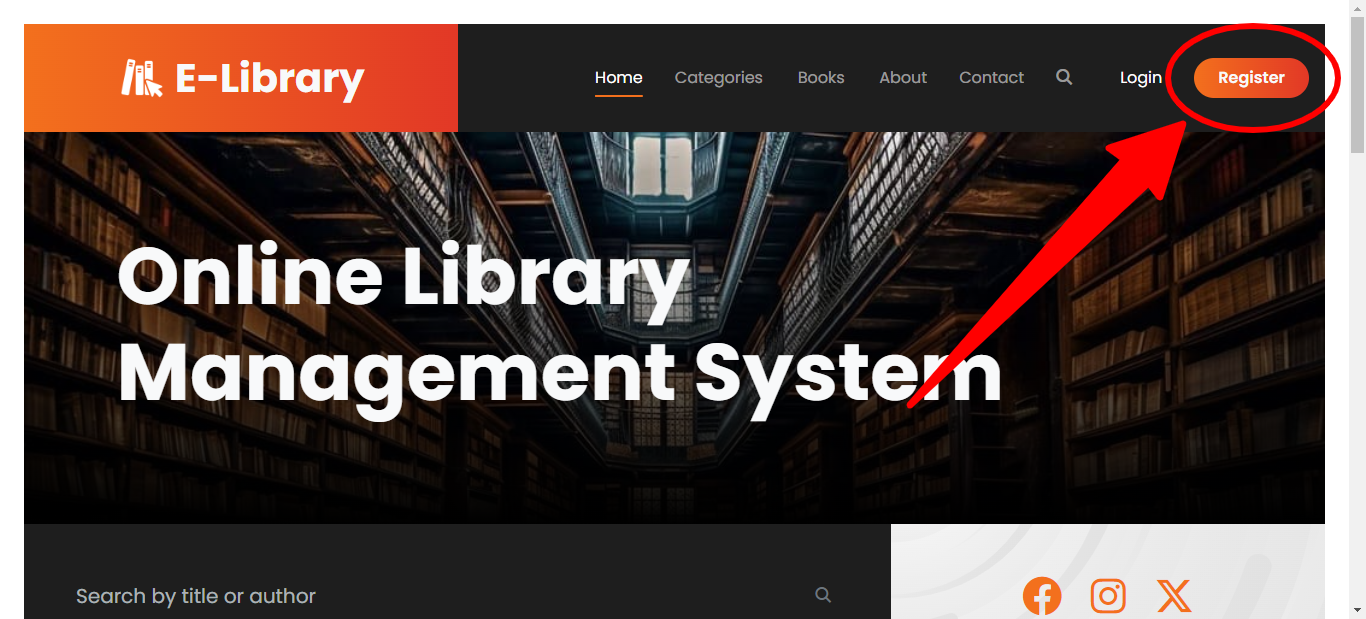 E-Library
Home Categories Books About Contact Login Register
Online Library
Management System
Search by title or author